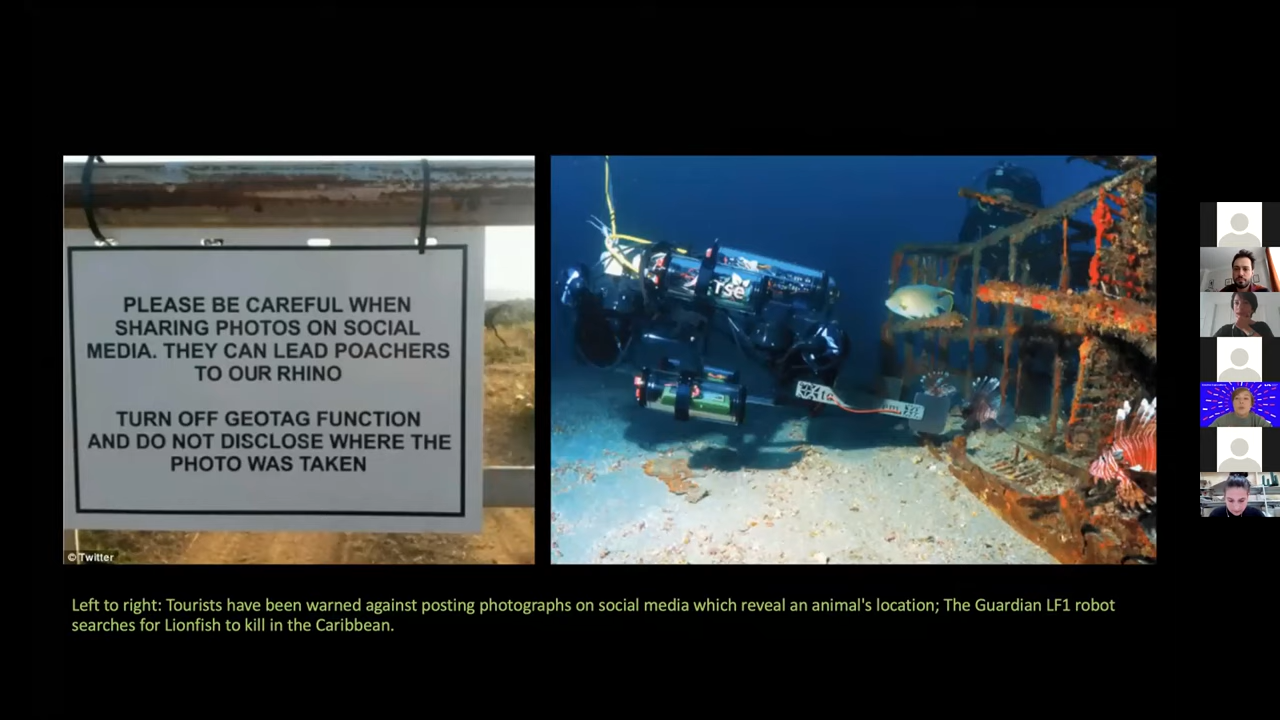 PLEASE BE CAREFUL WHEN
SHARING PHOTOS ON SOCIAL
MEDIA. THEY CAN LEAD POACHERS
TO OUR RHINO
TURN OFF GEOTAG FUNCTION
AND DO NOT DISCLOSE WHERE THE
PHOTO WAS TAKEN
© Twitter
Left to right: Tourists have been warned against posting photographs on social media which reveal an animal's location; The Guardian LF1 robot
searches for Lionfish to kill in the Caribbean.